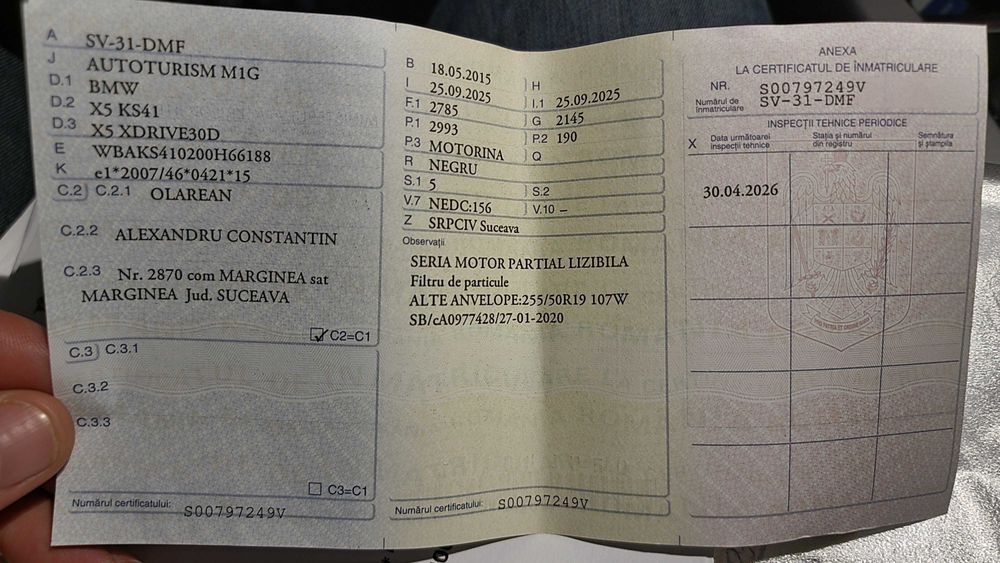 A SV-31-DMF
J AUTOTURISM M1G
D.1 BMW
D.2 X5 KS41
D.3 X5 XDRIVE30D
E WBAKS410200H66188
K e1*2007/46*0421*15
C.2) C.2.1 OLAREAN
C.2.2 ALEXANDRU CONSTANTIN
C.2.3 Nr. 2870 com MARGINEA sat
MARGINEA Jud. SUCEAVA
C2=C1
C.3) C.3.1
C.3.2
C.3.3
C3=C1
Numărul certificatului: S00797249V
B 18.05.2015 H
I 25.09.2025 I.1 25.09.2025
F.1 2785 G 2145
P.1 2993 P.2 190
P.3 MOTORINA Q
R NEGRU
S.1 5 S.2
V.7 NEDC:156 V.10 –
Z SRPCIV Suceava
Observații
SERIA MOTOR PARTIAL LIZIBILA
Filtru de particule
ALTE ANVELOPE:255/50R19 107W
SB/cA0977428/27-01-2020
Numărul certificatului: S00797249V
ANEXA
LA CERTIFICATUL DE ÎNMATRICULARE
NR. S00797249V
Numărul de înmatriculare SV-31-DMF
INSPECȚII TEHNICE PERIODICE
X Data următoarei inspecții tehnice Stația și numărul din registru Semnătura și ștampila
30.04.2026